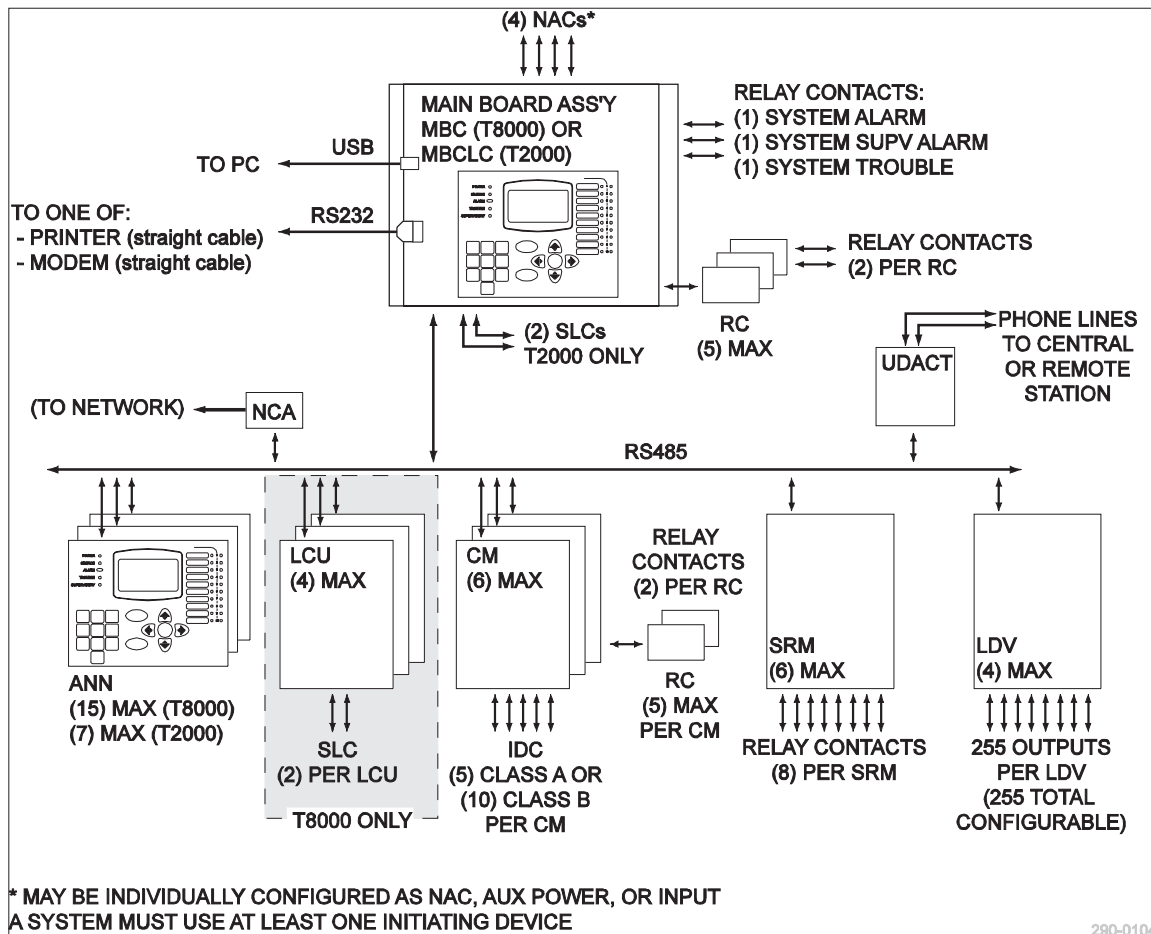 (4) NACs*
MAIN BOARD ASS'Y
MBC (T8000) OR
MBCLC (T2000)
RELAY CONTACTS:
(1) SYSTEM ALARM
(1) SYSTEM SUPV ALARM
(1) SYSTEM TROUBLE
USB
TO PC
TO ONE OF:
- PRINTER (straight cable)
- MODEM (straight cable)
RS232
RELAY CONTACTS
(2) PER RC
RC
(5) MAX
(2) SLCs
T2000 ONLY
PHONE LINES
TO CENTRAL
OR REMOTE
STATION
UDACT
(TO NETWORK)
NCA
RS485
ANN
(15) MAX (T8000)
(7) MAX (T2000)
LCU
(4) MAX
SLC
(2) PER LCU
T8000 ONLY
CM
(6) MAX
IDC
(5) CLASS A OR
(10) CLASS B
PER CM
RELAY
CONTACTS
(2) PER RC
RC
(5) MAX
PER CM
SRM
(6) MAX
RELAY CONTACTS
(8) PER SRM
LDV
(4) MAX
255 OUTPUTS
PER LDV
(255 TOTAL
CONFIGURABLE)
* MAY BE INDIVIDUALLY CONFIGURED AS NAC, AUX POWER, OR INPUT
A SYSTEM MUST USE AT LEAST ONE INITIATING DEVICE